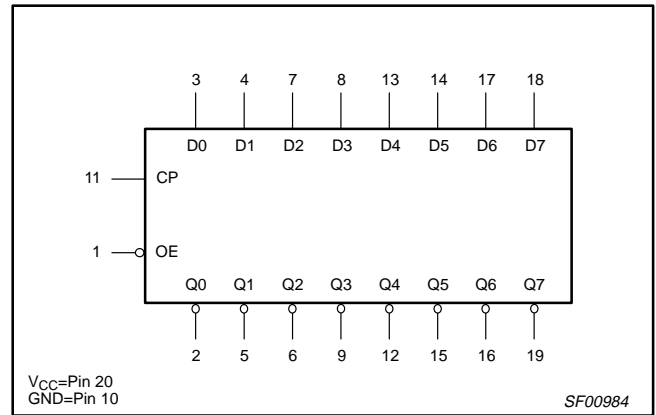 3 4 7 8 13 14 17 18
D0 D1 D2 D3 D4 D5 D6 D7
11 CP
1 OE
Q0 Q1 Q2 Q3 Q4 Q5 Q6 Q7
2 5 6 9 12 15 16 19
VCC=Pin 20
GND=Pin 10
SF00984